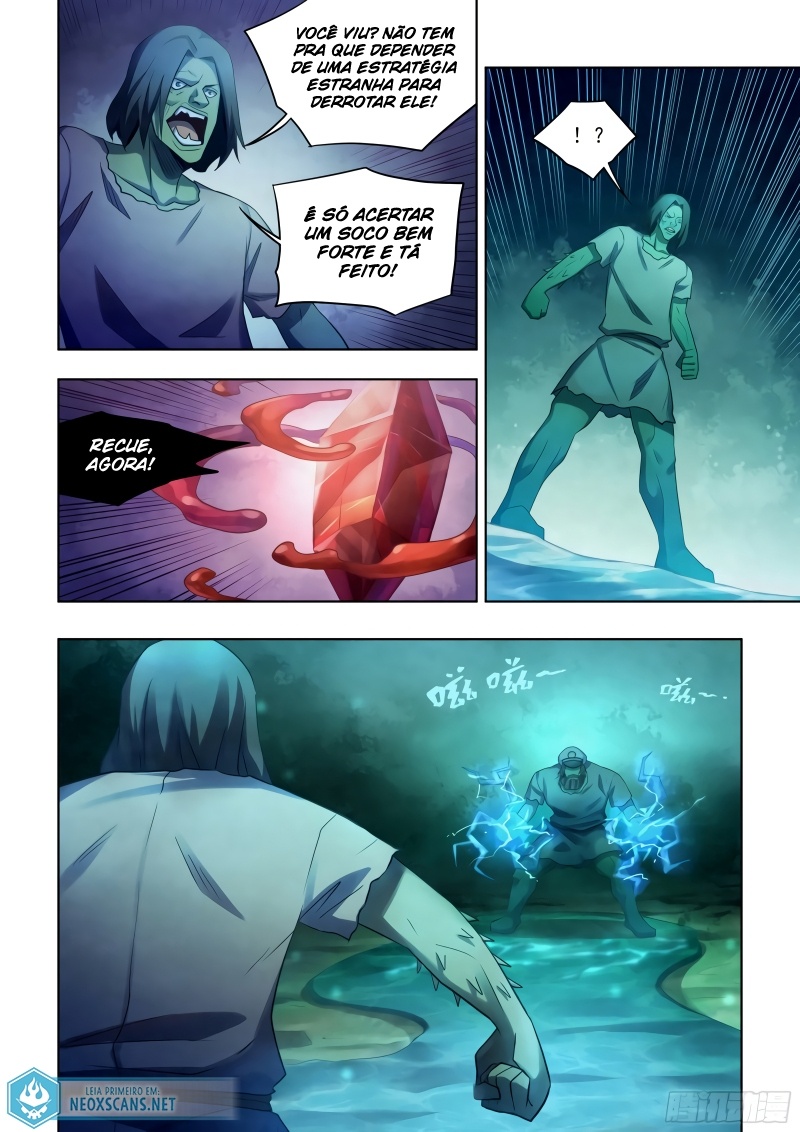 VOCÊ VIU? NÃO TEM
PRA QUE DEPENDER
DE UMA ESTRATÉGIA
ESTRANHA PARA
DERROTAR ELE!
É SÓ ACERTAR
UM SOCO BEM
FORTE E TÁ
FEITO!
！？
RECUE,
AGORA!
嗞嗞~
嗞~
LEIA PRIMEIRO EM:
NEOXSCANS.NET
腾讯动漫